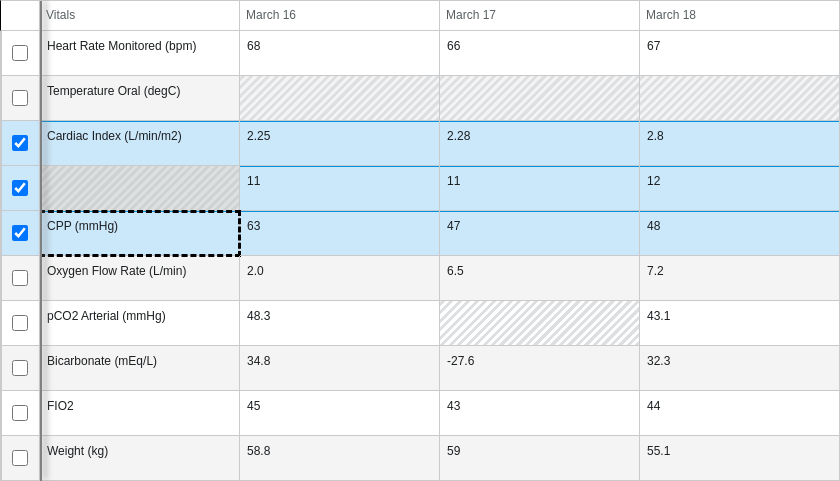 Vitals March 16 March 17 March 18
Heart Rate Monitored (bpm) 68 66 67
Temperature Oral (degC)
Cardiac Index (L/min/m2) 2.25 2.28 2.8
11 11 12
CPP (mmHg) 63 47 48
Oxygen Flow Rate (L/min) 2.0 6.5 7.2
pCO2 Arterial (mmHg) 48.3 43.1
Bicarbonate (mEq/L) 34.8 -27.6 32.3
FIO2 45 43 44
Weight (kg) 58.8 59 55.1